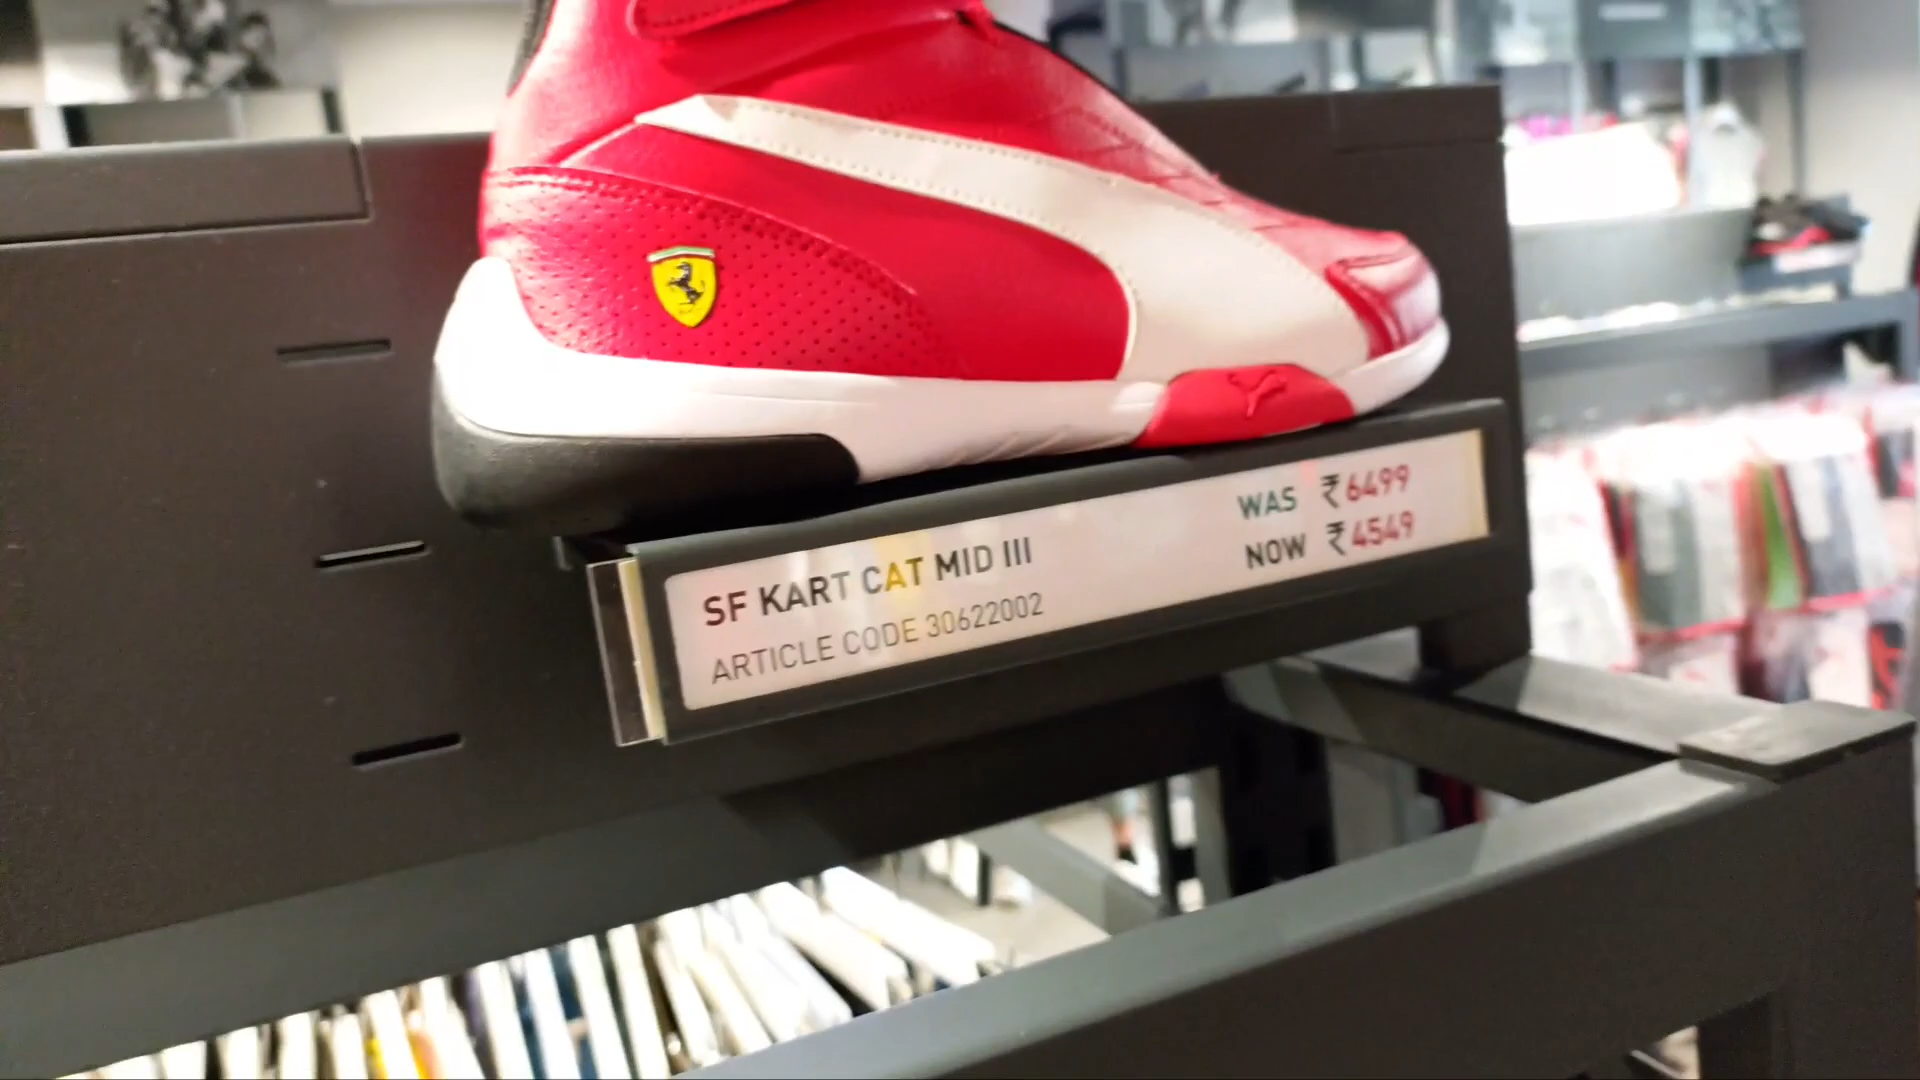 SF KART CAT MID III
ARTICLE CODE 30622002
WAS ₹6499
NOW ₹4549